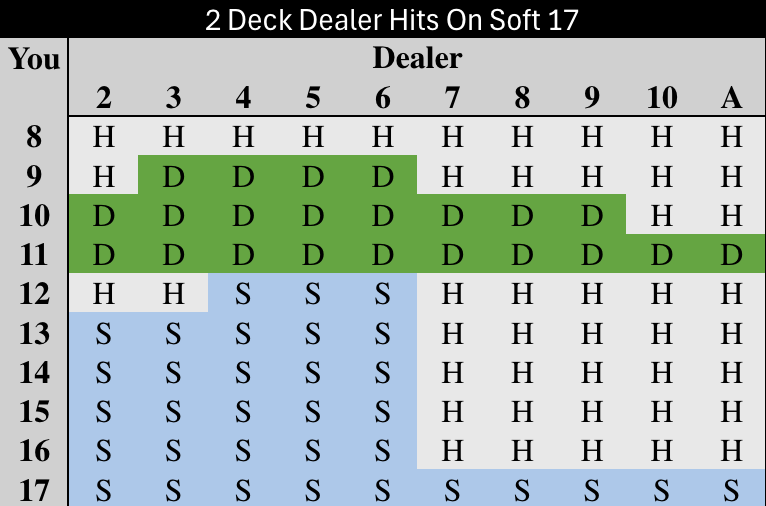 2 Deck Dealer Hits On Soft 17
You Dealer
2 3 4 5 6 7 8 9 10 A
8 H H H H H H H H H H
9 H D D D D H H H H H
10 D D D D D D D D H H
11 D D D D D D D D D D
12 H H S S S H H H H H
13 S S S S S H H H H H
14 S S S S S H H H H H
15 S S S S S H H H H H
16 S S S S S H H H H H
17 S S S S S S S S S S